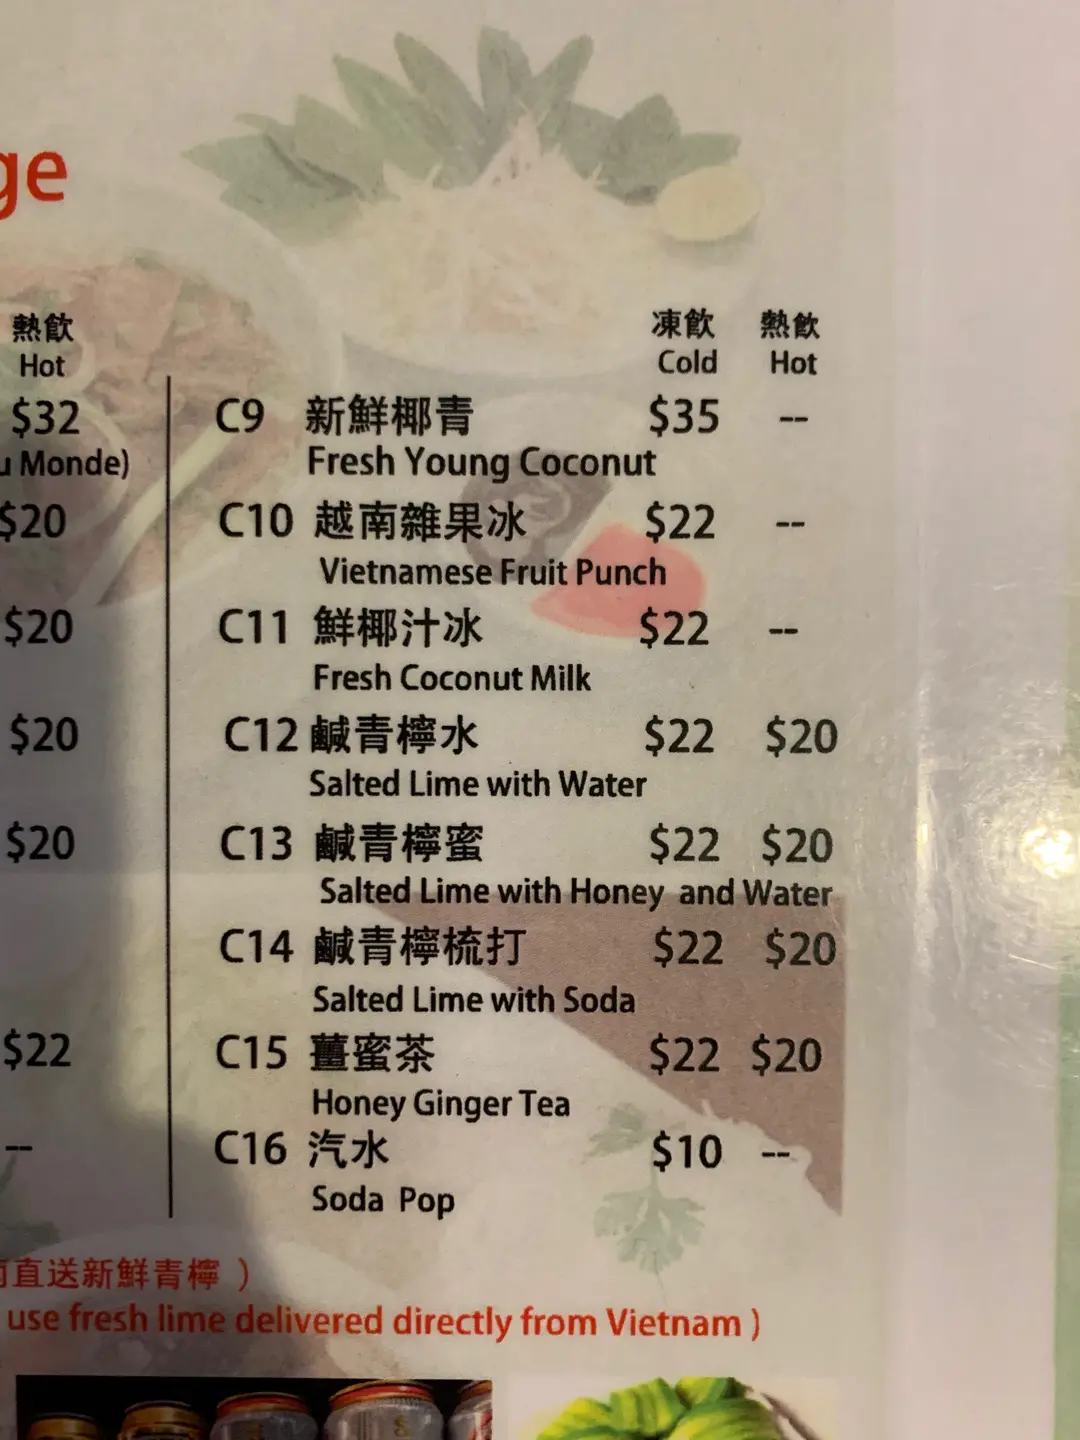 ge
熱飲
Hot
$32
u Monde)
$20
$20
$20
$20
$22
--
凍飲 熱飲
Cold Hot
C9 新鮮椰青 $35 --
Fresh Young Coconut
C10 越南雜果冰 $22 --
Vietnamese Fruit Punch
C11 鮮椰汁冰 $22 --
Fresh Coconut Milk
C12 鹹青檸水 $22 $20
Salted Lime with Water
C13 鹹青檸蜜 $22 $20
Salted Lime with Honey and Water
C14 鹹青檸梳打 $22 $20
Salted Lime with Soda
C15 薑蜜茶 $22 $20
Honey Ginger Tea
C16 汽水 $10 --
Soda Pop
直送新鮮青檸 )
use fresh lime delivered directly from Vietnam )